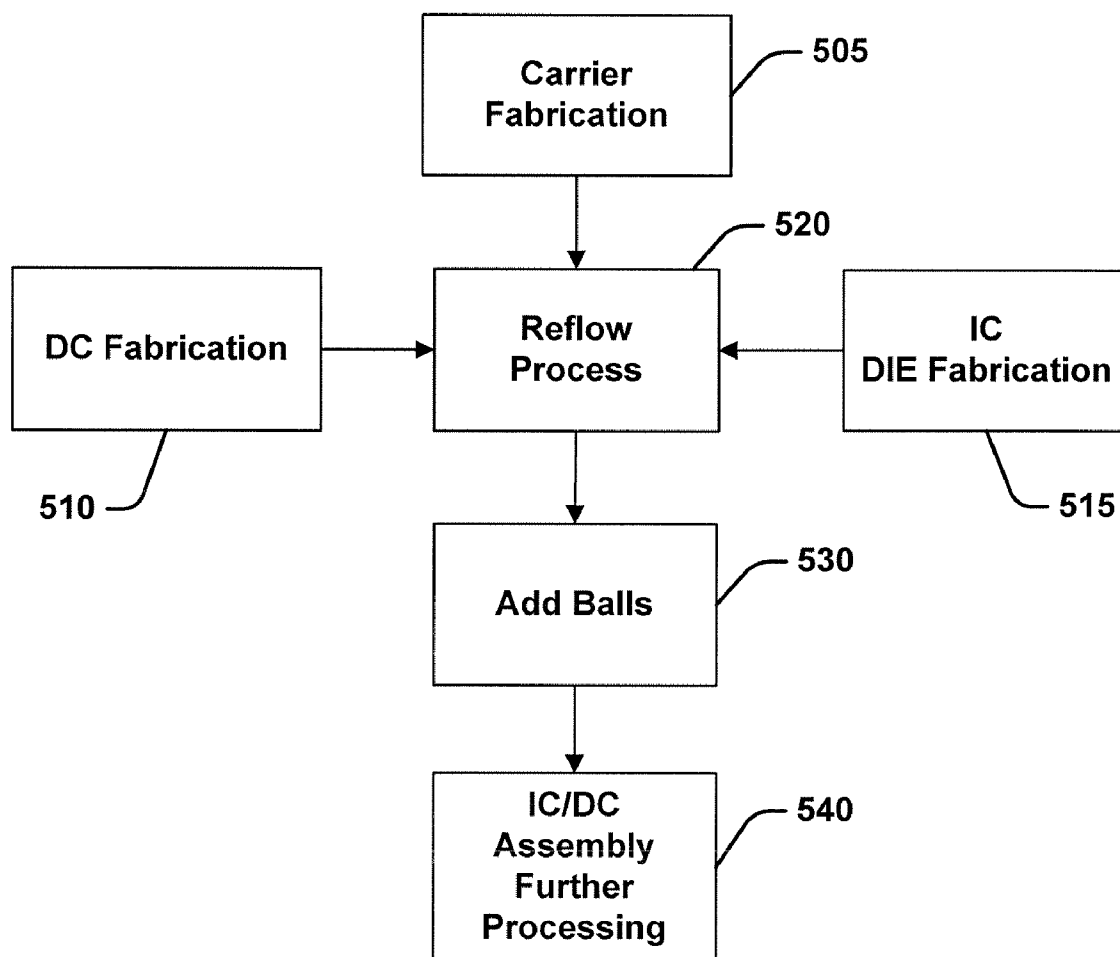 505
Carrier
Fabrication
520
DC Fabrication
Reflow
Process
IC
DIE Fabrication
510
515
530
Add Balls
540
IC/DC
Assembly
Further
Processing